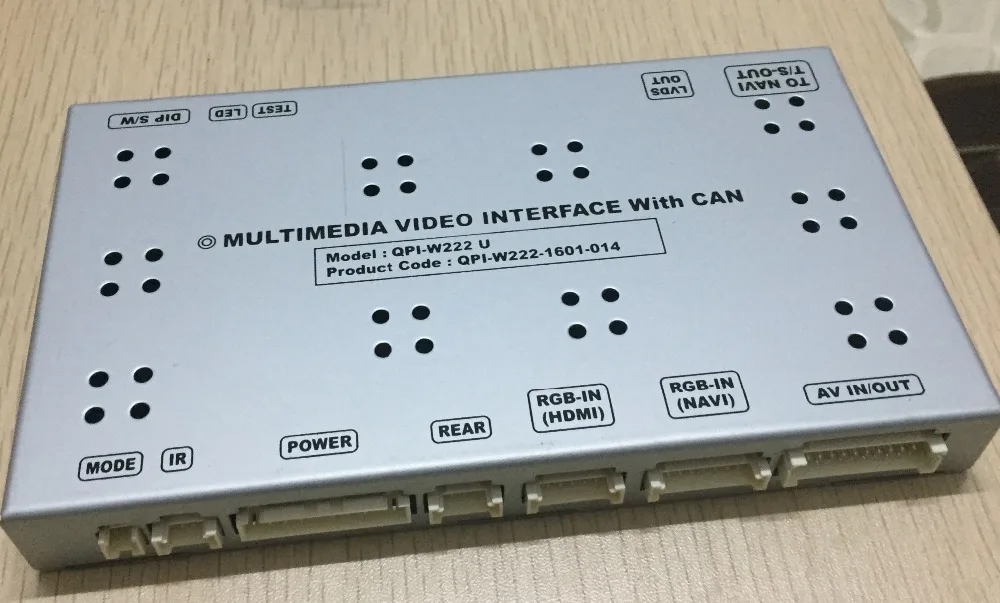 DIP S/W
LED
TEST
LVDS
OUT
TO NAVI
T/S-OUT
◎ MULTIMEDIA VIDEO INTERFACE With CAN
Model : QPI-W222 U
Product Code : QPI-W222-1601-014
MODE
IR
POWER
REAR
RGB-IN
(HDMI)
RGB-IN
(NAVI)
AV IN/OUT